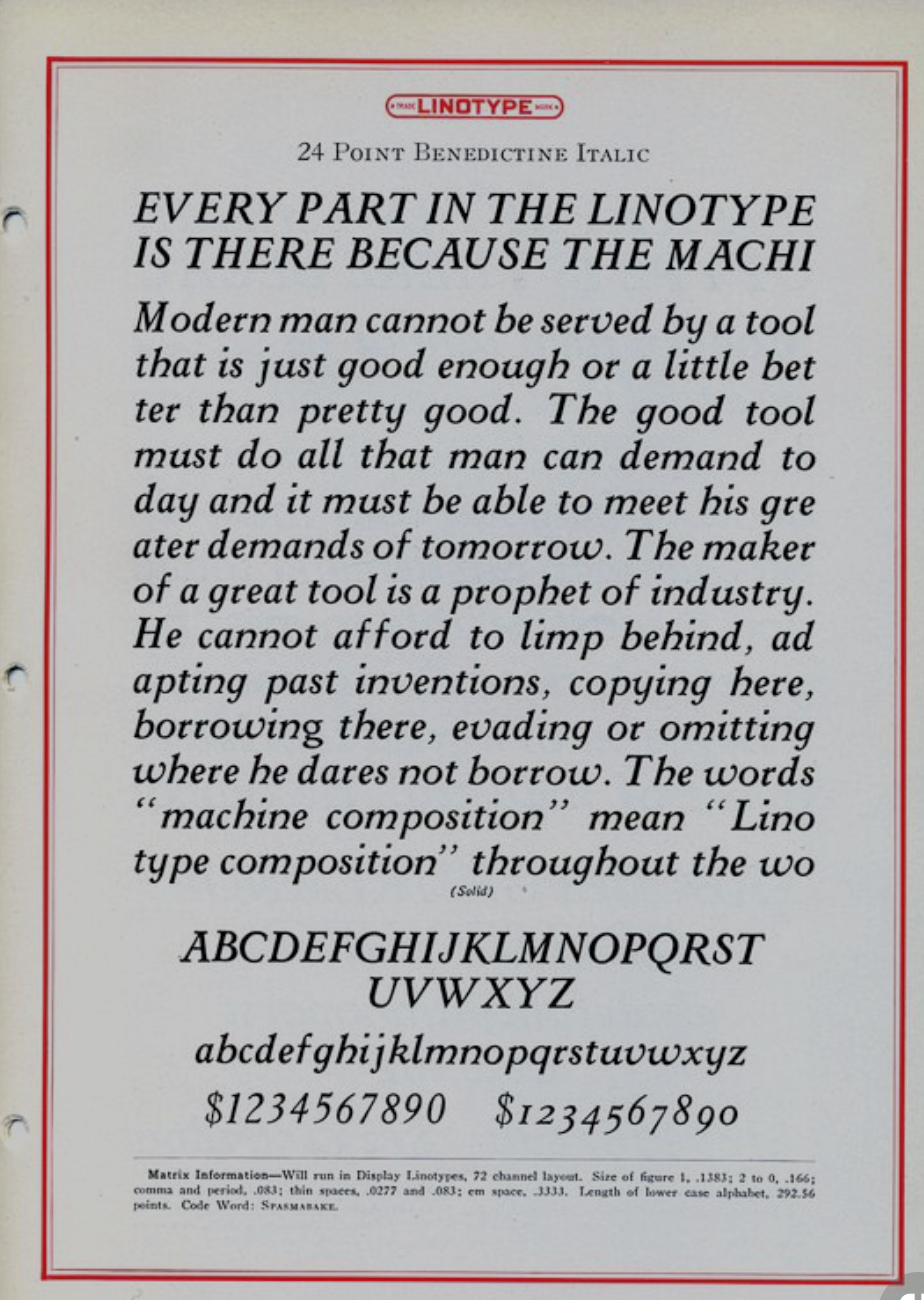 TRADE LINOTYPE MARK
24 POINT BENEDICTINE ITALIC
EVERY PART IN THE LINOTYPE
IS THERE BECAUSE THE MACHI
Modern man cannot be served by a tool
that is just good enough or a little bet
ter than pretty good. The good tool
must do all that man can demand to
day and it must be able to meet his gre
ater demands of tomorrow. The maker
of a great tool is a prophet of industry.
He cannot afford to limp behind, ad
apting past inventions, copying here,
borrowing there, evading or omitting
where he dares not borrow. The words
“machine composition” mean “Lino
type composition” throughout the wo
(Solid)
ABCDEFGHIJKLMNOPQRST
UVWXYZ
abcdefghijklmnopqrstuvwxyz
$1234567890 $1234567890
Matrix Information—Will run in Display Linotypes, 72 channel layout. Size of figure 1, .1383; 2 to 0, .166;
comma and period, .083; thin spaces, .0277 and .083; em space, .3333. Length of lower case alphabet, 292.56
points. Code Word: SPASMABAKE.